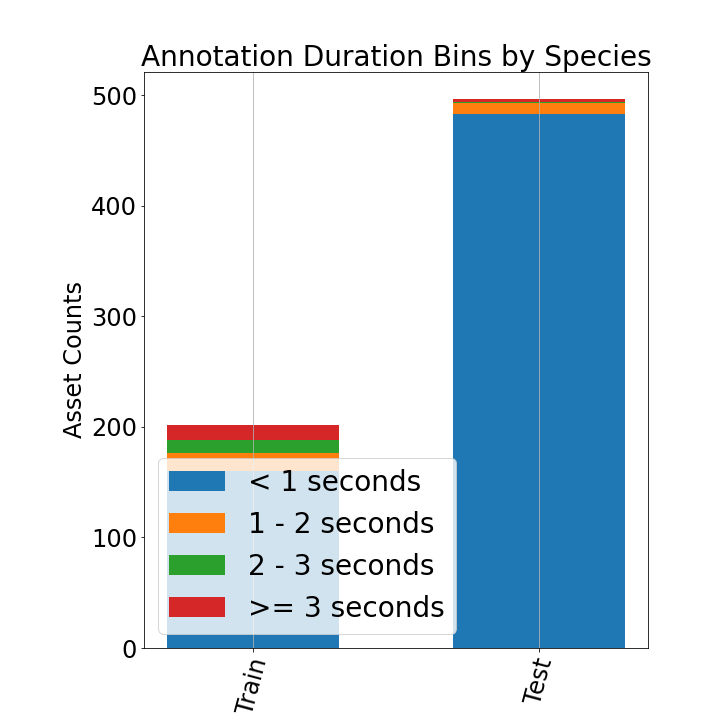 Annotation Duration Bins by Species
Asset Counts
500
400
300
200
100
0
< 1 seconds
1 - 2 seconds
2 - 3 seconds
>= 3 seconds
Train
Test